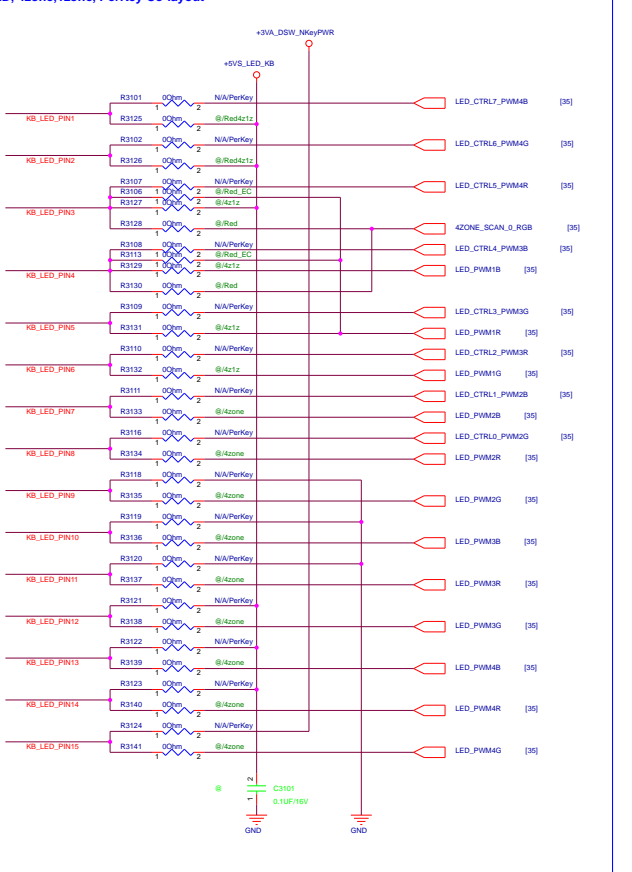 +3VA_DSW_NKeyPWR
+5VS_LED_KB
R3101 0Ohm N/A/PerKey LED_CTRL7_PWM4B [35]
1 2
KB_LED_PIN1 R3125 0Ohm @/Red4z1z
1 2
R3102 0Ohm N/A/PerKey LED_CTRL6_PWM4G [35]
1 2
KB_LED_PIN2 R3126 0Ohm @/Red4z1z
1 2
R3107 0Ohm N/A/PerKey LED_CTRL5_PWM4R [35]
1 2
R3106 0Ohm @/Red_EC
1 2
R3127 0Ohm @/4z1z
1 2
KB_LED_PIN3
R3128 0Ohm @/Red 4ZONE_SCAN_0_RGB [35]
1 2
R3108 0Ohm N/A/PerKey LED_CTRL4_PWM3B [35]
1 2
R3113 0Ohm @/Red_EC
1 2
R3129 0Ohm @/4z1z LED_PWM1B [35]
1 2
KB_LED_PIN4
R3130 0Ohm @/Red
1 2
R3109 0Ohm N/A/PerKey LED_CTRL3_PWM3G [35]
1 2
KB_LED_PIN5 R3131 0Ohm @/4z1z LED_PWM1R [35]
1 2
R3110 0Ohm N/A/PerKey LED_CTRL2_PWM3R [35]
1 2
KB_LED_PIN6 R3132 0Ohm @/4z1z LED_PWM1G [35]
1 2
R3111 0Ohm N/A/PerKey LED_CTRL1_PWM2B [35]
1 2
KB_LED_PIN7 R3133 0Ohm @/4zone LED_PWM2B [35]
1 2
R3116 0Ohm N/A/PerKey LED_CTRL0_PWM2G [35]
1 2
KB_LED_PIN8 R3134 0Ohm @/4zone LED_PWM2R [35]
1 2
R3118 0Ohm N/A/PerKey
1 2
KB_LED_PIN9 R3135 0Ohm @/4zone LED_PWM2G [35]
1 2
R3119 0Ohm N/A/PerKey
1 2
KB_LED_PIN10 R3136 0Ohm @/4zone LED_PWM3B [35]
1 2
R3120 0Ohm N/A/PerKey
1 2
KB_LED_PIN11 R3137 0Ohm @/4zone LED_PWM3R [35]
1 2
R3121 0Ohm N/A/PerKey
1 2
KB_LED_PIN12 R3138 0Ohm @/4zone LED_PWM3G [35]
1 2
R3122 0Ohm N/A/PerKey
1 2
KB_LED_PIN13 R3139 0Ohm @/4zone LED_PWM4B [35]
1 2
R3123 0Ohm N/A/PerKey
1 2
KB_LED_PIN14 R3140 0Ohm @/4zone LED_PWM4R [35]
1 2
R3124 0Ohm N/A/PerKey
1 2
KB_LED_PIN15 R3141 0Ohm @/4zone LED_PWM4G [35]
1 2
2
@ C3101
1 0.1UF/16V
GND GND